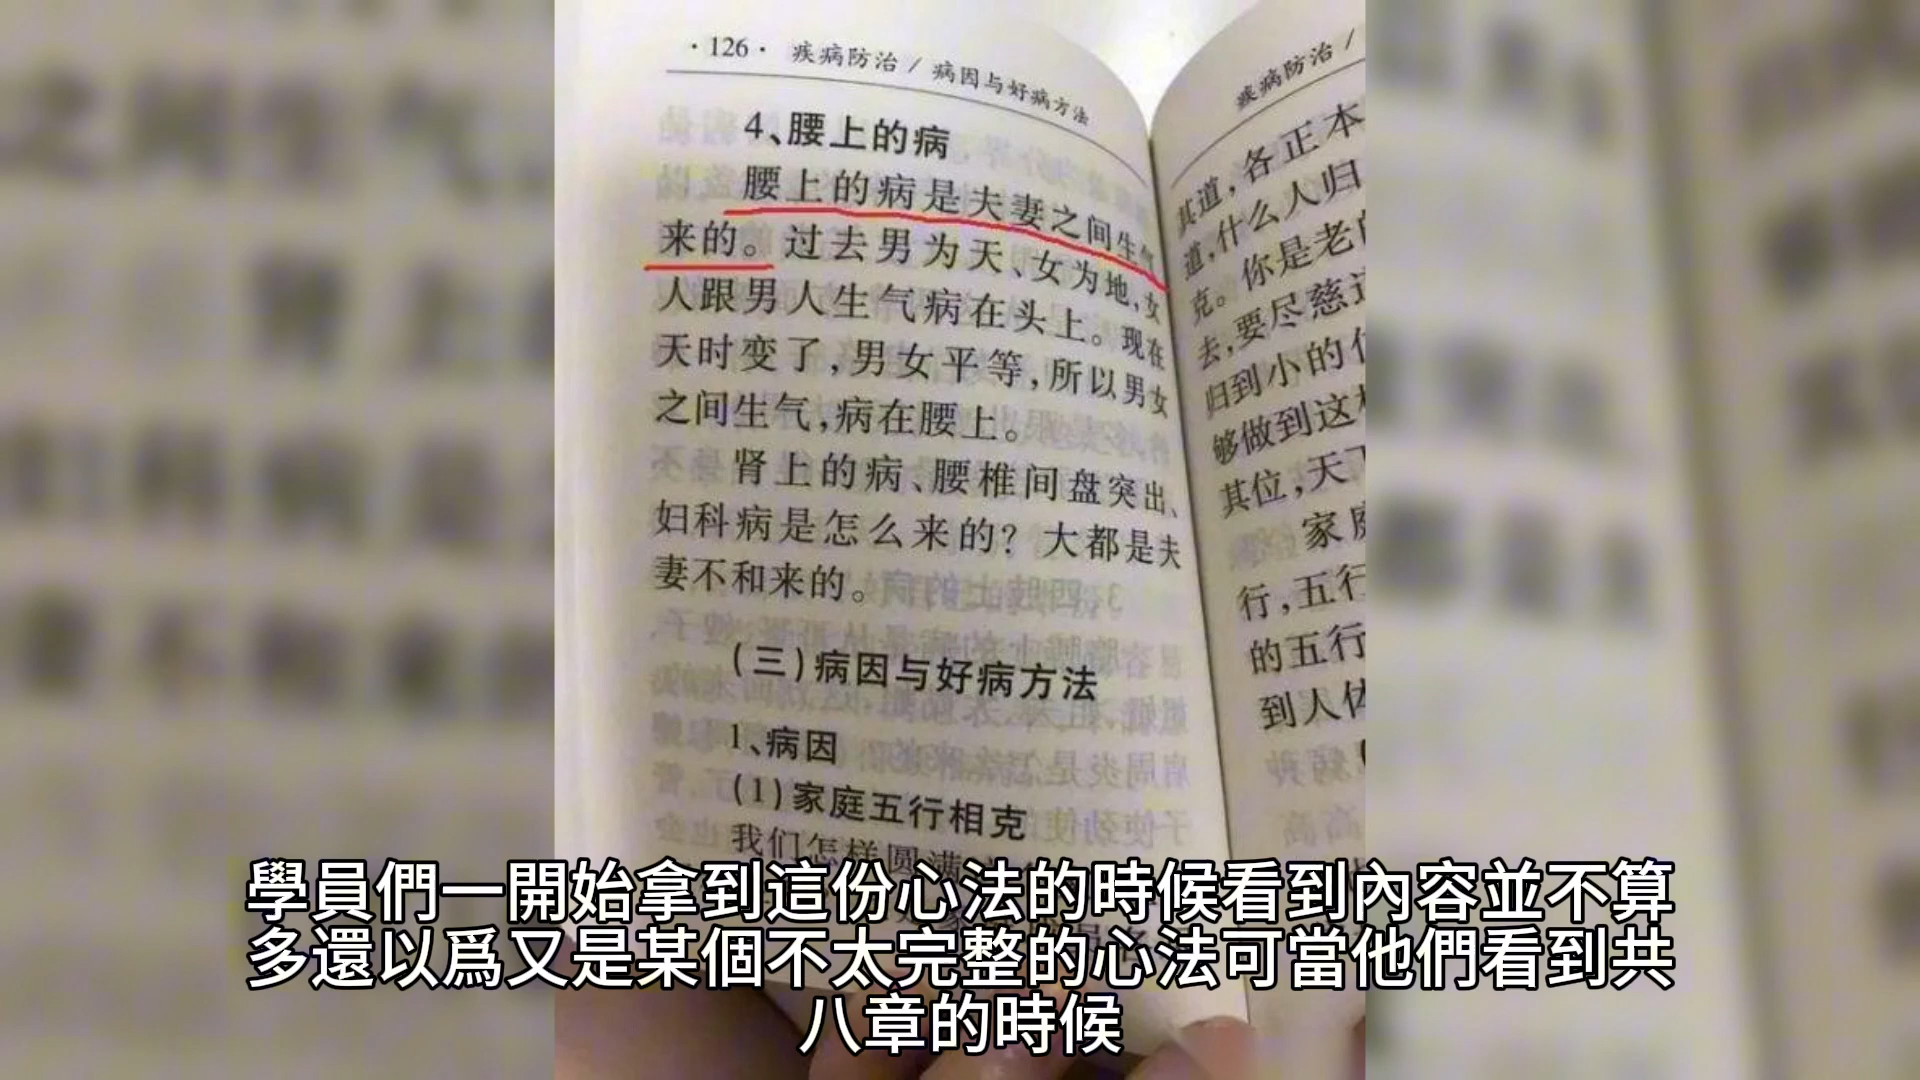 ·126· 疾病防治 / 病因与好病方法
4、腰上的病
腰上的病是夫妻之间生气
来的。过去男为天、女为地,女
人跟男人生气病在头上。现在
天时变了,男女平等,所以男女
之间生气,病在腰上。
肾上的病、腰椎间盘突出、
妇科病是怎么来的?大都是夫
妻不和来的。
(三)病因与好病方法
1、病因
(1)家庭五行相克
我们怎样圆满
疾病防治 /
其道,各正本
道,什么人归
克。你是老
去,要尽慈
归到小的
够做到这
其位,天
家庭
行,五行
的五行
到人体
學員們一開始拿到這份心法的時候看到內容並不算
多還以爲又是某個不太完整的心法可當他們看到共
八章的時候